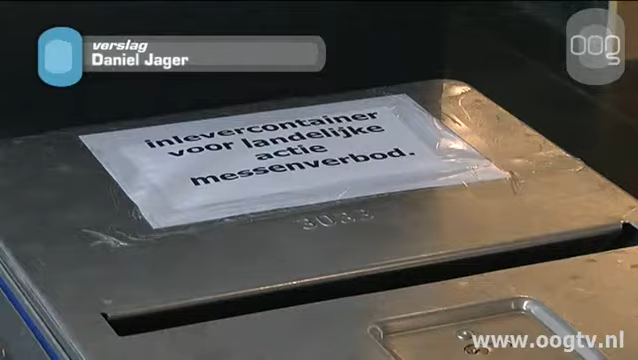 verslag
Daniel Jager
oog
inlevercontainer
voor landelijke
actie
messenverbod.
3033
www.oogtv.nl